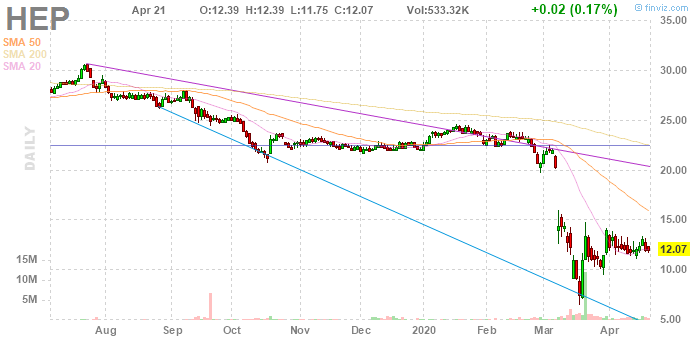 HEP Apr 21 O:12.39 H:12.39 L:11.75 C:12.07 Vol:533.32K +0.02 (0.17%) © finviz.com
SMA 50
SMA 200
SMA 20
DAILY
35.00
30.00
25.00
20.00
15.00
12.07
10.00
5.00
15M
10M
5M
Aug Sep Oct Nov Dec 2020 Feb Mar Apr